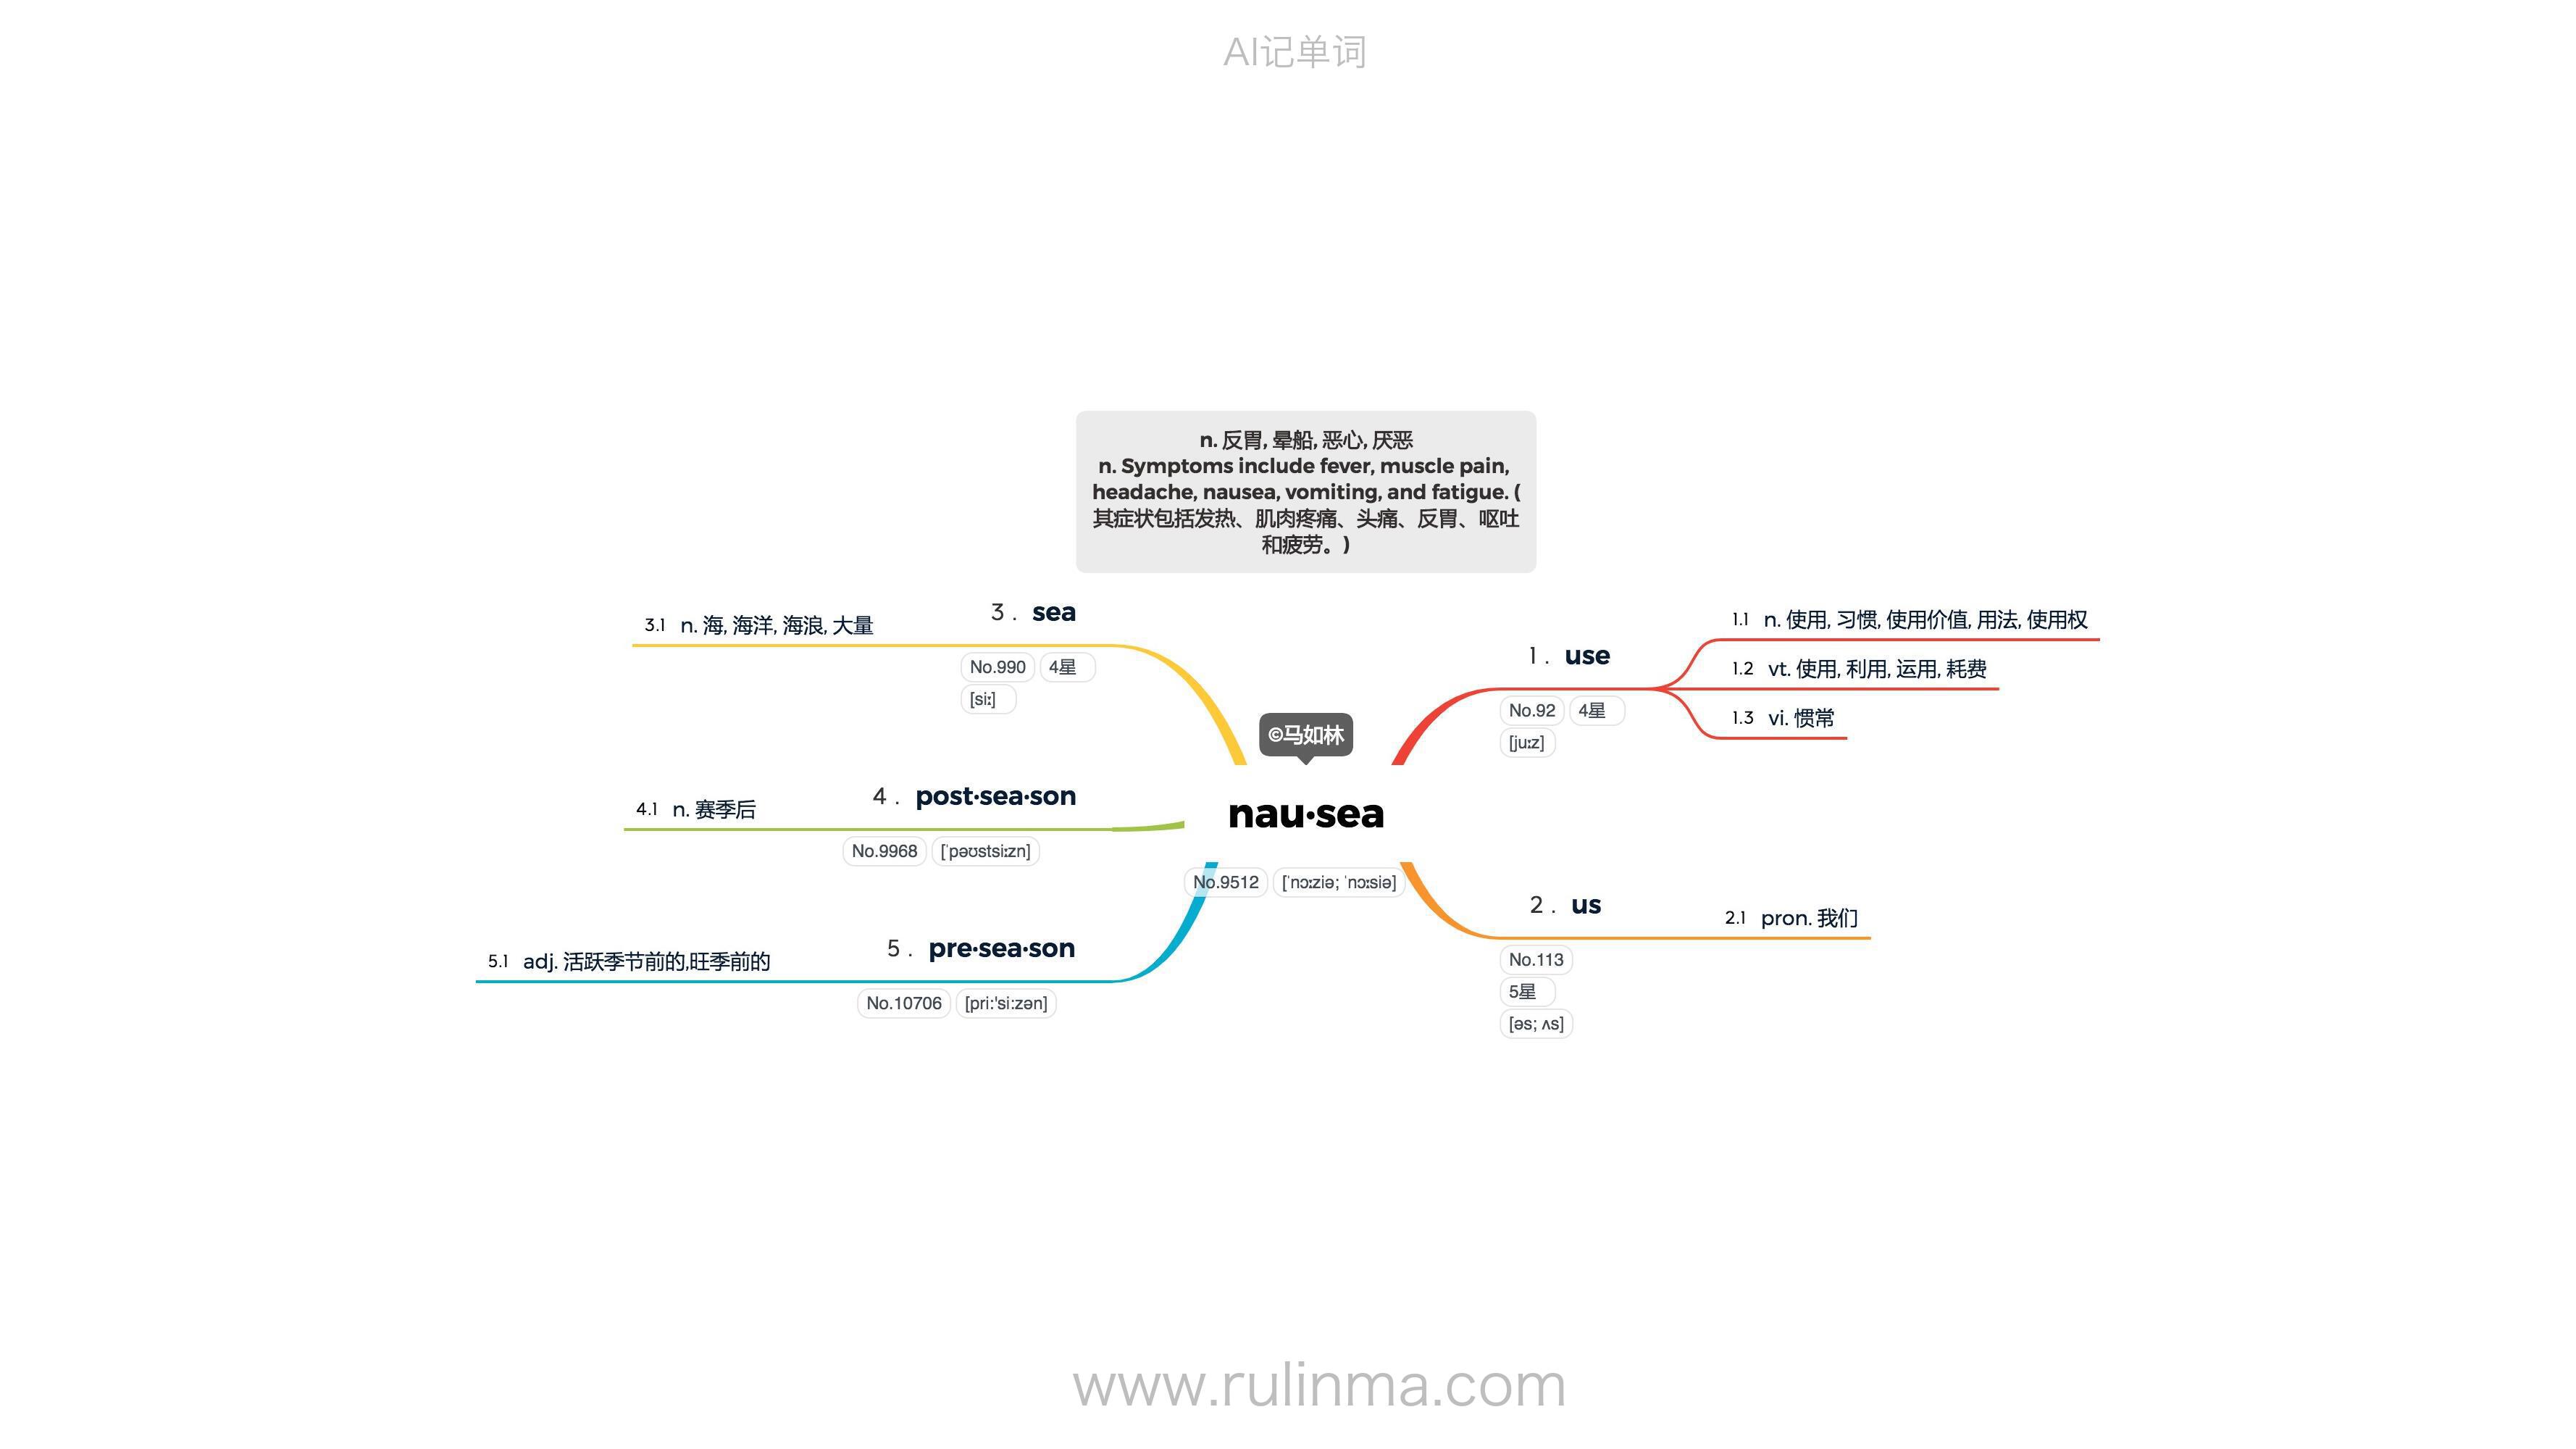 AI记单词
n. 反胃, 晕船, 恶心, 厌恶
n. Symptoms include fever, muscle pain,
headache, nausea, vomiting, and fatigue. (
其症状包括发热、肌肉疼痛、头痛、反胃、呕吐
和疲劳。)
©马如林
nau·sea
No.9512 [ˈnɔːziə; ˈnɔːsiə]
1 . use
No.92 4星
[juːz]
1.1 n. 使用, 习惯, 使用价值, 用法, 使用权
1.2 vt. 使用, 利用, 运用, 耗费
1.3 vi. 惯常
2 . us
No.113
5星
[əs; ʌs]
2.1 pron. 我们
3 . sea
No.990 4星
[siː]
3.1 n. 海, 海洋, 海浪, 大量
4 . post·sea·son
No.9968 [ˈpəʊstsiːzn]
4.1 n. 赛季后
5 . pre·sea·son
No.10706 [pri:'si:zən]
5.1 adj. 活跃季节前的,旺季前的
www.rulinma.com